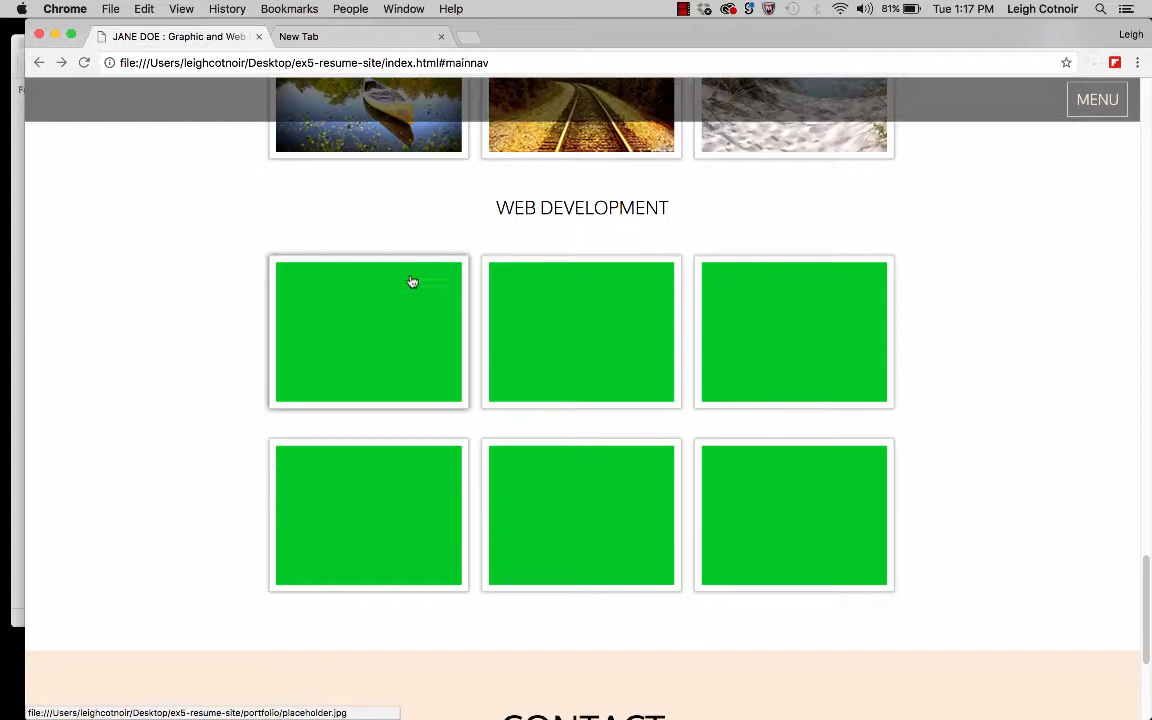 Chrome File Edit View History Bookmarks People Window Help 81% Tue 1:17 PM Leigh Cotnoir
JANE DOE : Graphic and Web
New Tab
Leigh
file:///Users/leighcotnoir/Desktop/ex5-resume-site/index.html#mainnav
MENU
WEB DEVELOPMENT
CONTACT
file:///Users/leighcotnoir/Desktop/ex5-resume-site/portfolio/placeholder.jpg